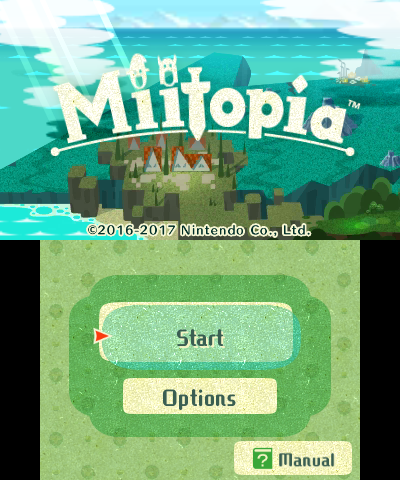 Miitopia™
©2016-2017 Nintendo Co., Ltd.
Start
Options
? Manual